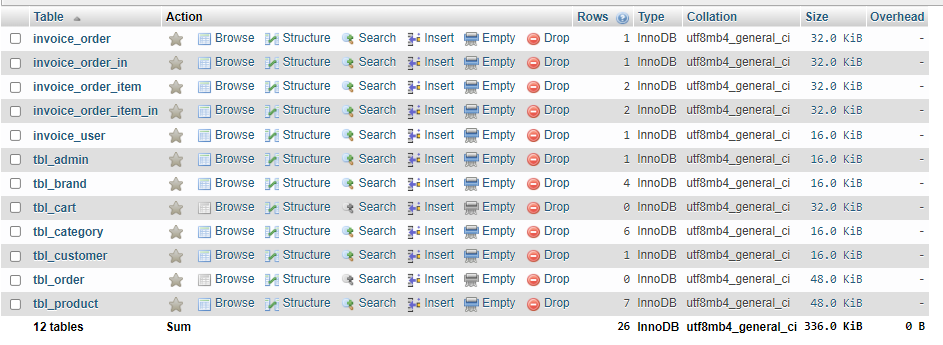 Table Action Rows Type Collation Size Overhead
invoice_order Browse Structure Search Insert Empty Drop 1 InnoDB utf8mb4_general_ci 32.0 KiB -
invoice_order_in Browse Structure Search Insert Empty Drop 1 InnoDB utf8mb4_general_ci 32.0 KiB -
invoice_order_item Browse Structure Search Insert Empty Drop 2 InnoDB utf8mb4_general_ci 32.0 KiB -
invoice_order_item_in Browse Structure Search Insert Empty Drop 2 InnoDB utf8mb4_general_ci 32.0 KiB -
invoice_user Browse Structure Search Insert Empty Drop 1 InnoDB utf8mb4_general_ci 16.0 KiB -
tbl_admin Browse Structure Search Insert Empty Drop 1 InnoDB utf8mb4_general_ci 16.0 KiB -
tbl_brand Browse Structure Search Insert Empty Drop 4 InnoDB utf8mb4_general_ci 16.0 KiB -
tbl_cart Browse Structure Search Insert Empty Drop 0 InnoDB utf8mb4_general_ci 32.0 KiB -
tbl_category Browse Structure Search Insert Empty Drop 6 InnoDB utf8mb4_general_ci 16.0 KiB -
tbl_customer Browse Structure Search Insert Empty Drop 1 InnoDB utf8mb4_general_ci 16.0 KiB -
tbl_order Browse Structure Search Insert Empty Drop 0 InnoDB utf8mb4_general_ci 48.0 KiB -
tbl_product Browse Structure Search Insert Empty Drop 7 InnoDB utf8mb4_general_ci 48.0 KiB -
12 tables Sum 26 InnoDB utf8mb4_general_ci 336.0 KiB 0 B